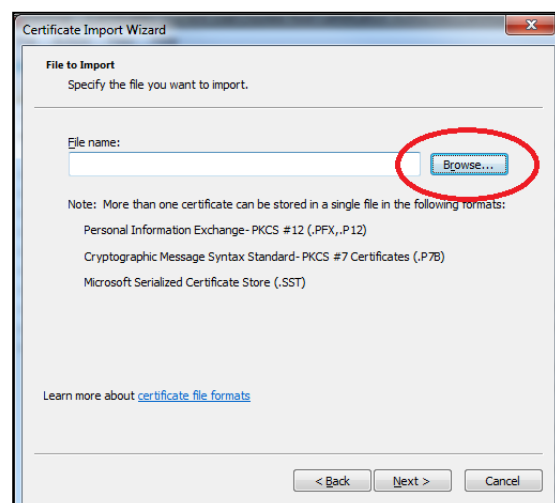 Certificate Import Wizard
File to Import
Specify the file you want to import.
File name:
Browse...
Note: More than one certificate can be stored in a single file in the following formats:
Personal Information Exchange- PKCS #12 (.PFX,.P12)
Cryptographic Message Syntax Standard- PKCS #7 Certificates (.P7B)
Microsoft Serialized Certificate Store (.SST)
Learn more about certificate file formats
< Back Next > Cancel